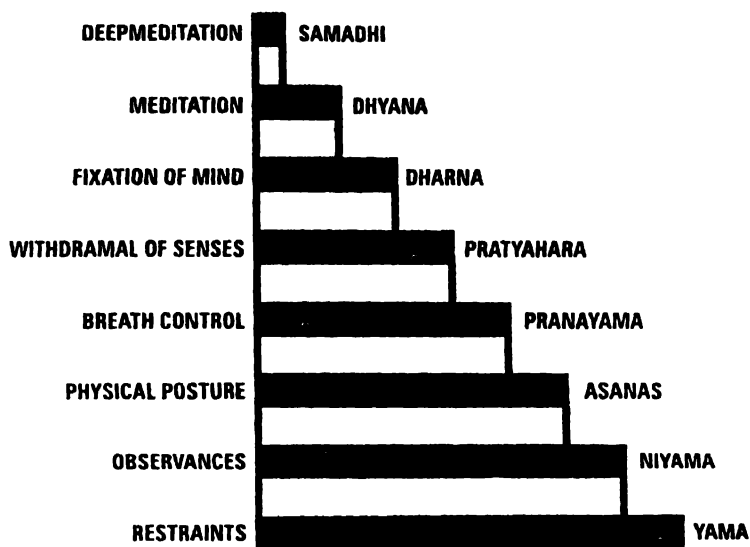 DEEPMEDITATION SAMADHI
MEDITATION DHYANA
FIXATION OF MIND DHARNA
WITHDRAMAL OF SENSES PRATYAHARA
BREATH CONTROL PRANAYAMA
PHYSICAL POSTURE ASANAS
OBSERVANCES NIYAMA
RESTRAINTS YAMA